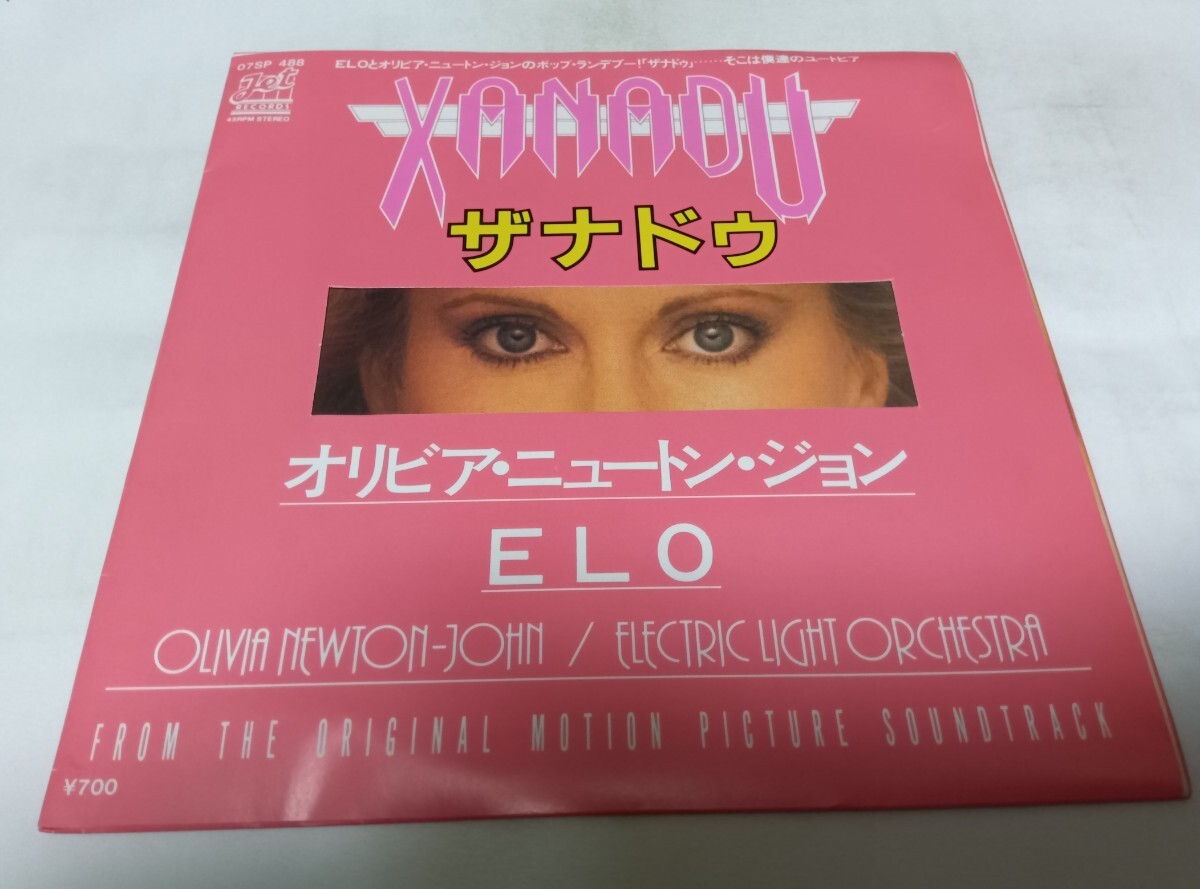 07SP 488
Jet
RECORDS
45RPM STEREO
ELOとオリビア・ニュートン・ジョンのポップ・ランデブー!「ザナドゥ」……そこは僕達のユートピア
XANADU
ザナドゥ
オリビア・ニュートン・ジョン
ELO
OLIVIA NEWTON-JOHN / ELECTRIC LIGHT ORCHESTRA
FROM THE ORIGINAL MOTION PICTURE SOUNDTRACK
¥700